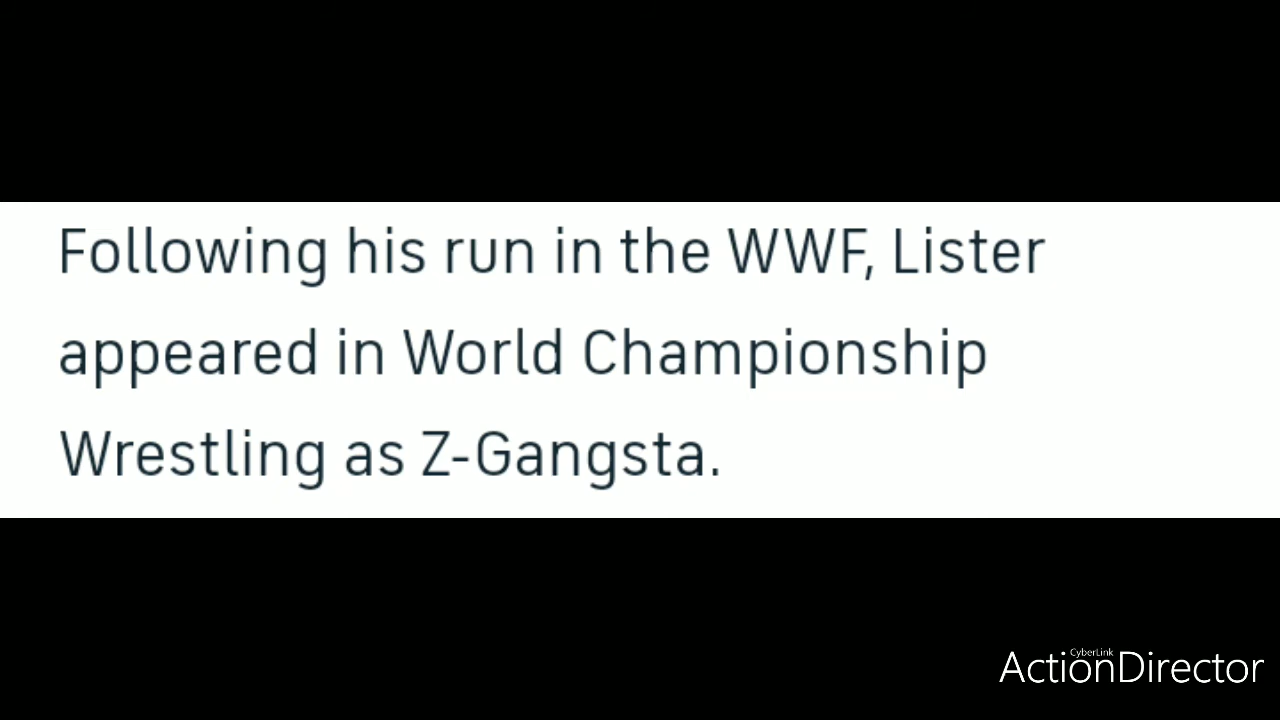 Following his run in the WWF, Lister
appeared in World Championship
Wrestling as Z-Gangsta.
CyberLink
ActionDirector